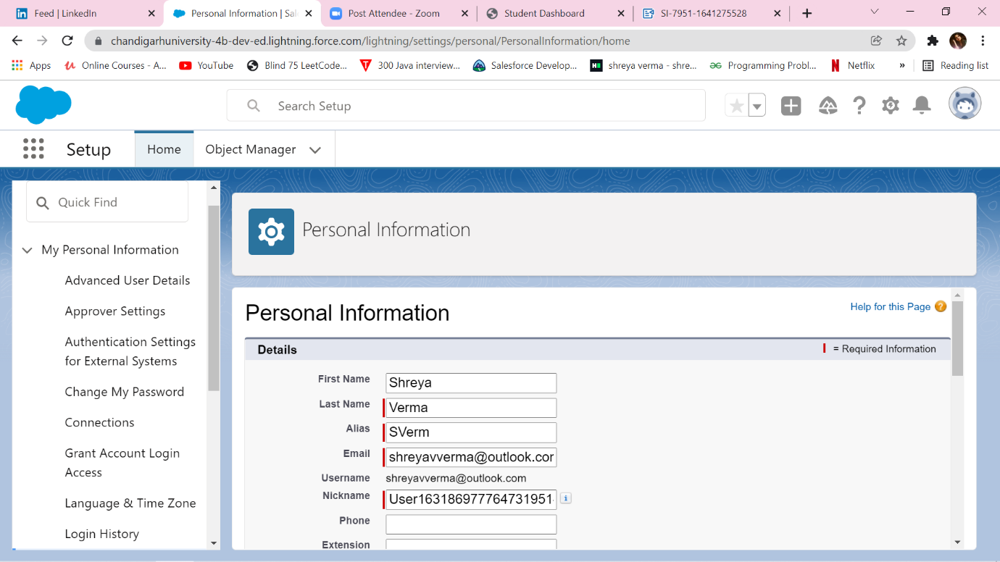 Feed | LinkedIn
Personal Information | Sal
Post Attendee - Zoom
Student Dashboard
SI-7951-1641275528
chandigarhuniversity-4b-dev-ed.lightning.force.com/lightning/settings/personal/PersonalInformation/home
Apps
Online Courses - A...
YouTube
Blind 75 LeetCode...
300 Java interview...
Salesforce Develop...
shreya verma - shre...
Programming Probl...
Netflix
»
Reading list
Search Setup
Setup
Home
Object Manager
Quick Find
My Personal Information
Advanced User Details
Approver Settings
Authentication Settings
for External Systems
Change My Password
Connections
Grant Account Login
Access
Language & Time Zone
Login History
Personal Information
Personal Information
Help for this Page ?
Details
= Required Information
First Name Shreya
Last Name Verma
Alias SVerm
Email shreyavverma@outlook.com
Username shreyavverma@outlook.com
Nickname User163186977764731951
Phone
Extension